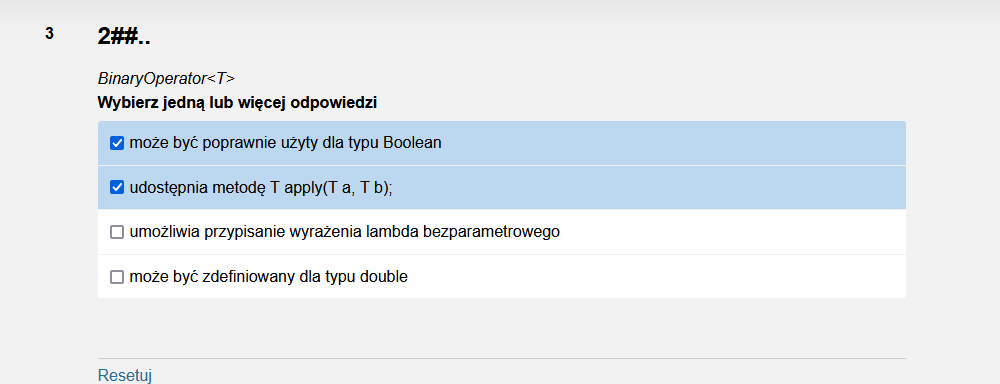 3
2##..
BinaryOperator<T>
Wybierz jedną lub więcej odpowiedzi
może być poprawnie użyty dla typu Boolean
udostępnia metodę T apply(T a, T b);
umożliwia przypisanie wyrażenia lambda bezparametrowego
może być zdefiniowany dla typu double
Resetuj